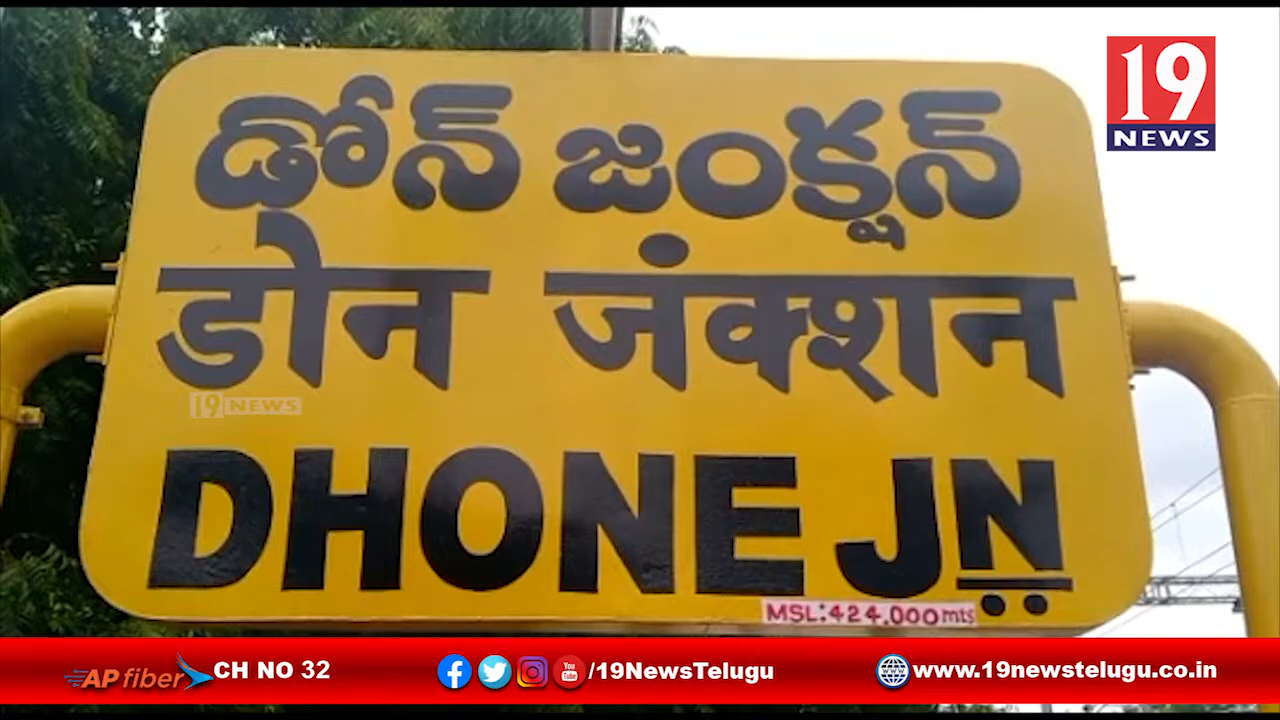 19
NEWS
డోన్ జంక్షన్
डोन जंक्शन
19 NEWS
DHONE JN
MSL:424.000mts
AP fiber CH NO 32 /19NewsTelugu www.19newstelugu.co.in